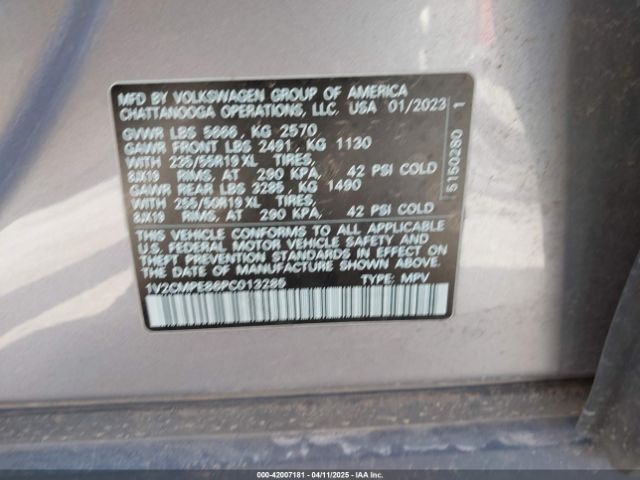 MFD BY VOLKSWAGEN GROUP OF AMERICA
CHATTANOOGA OPERATIONS, LLC. USA 01/2023
GVWR LBS 5666, KG 2570
GAWR FRONT LBS 2491, KG 1130
WITH 235/55R19 XL TIRES,
8JX19 RIMS, AT 290 KPA, 42 PSI COLD
GAWR REAR LBS 3285, KG 1490
WITH 255/50R19 XL TIRES,
8JX19 RIMS, AT 290 KPA, 42 PSI COLD
THIS VEHICLE CONFORMS TO ALL APPLICABLE
U.S. FEDERAL MOTOR VEHICLE SAFETY AND
THEFT PREVENTION STANDARDS IN EFFECT ON
THE DATE OF MANUFACTURE SHOWN ABOVE.
1V2CMPE86PC013285 TYPE: MPV
5150280 1
000-42007181 - 04/11/2025 - IAAI, Inc.